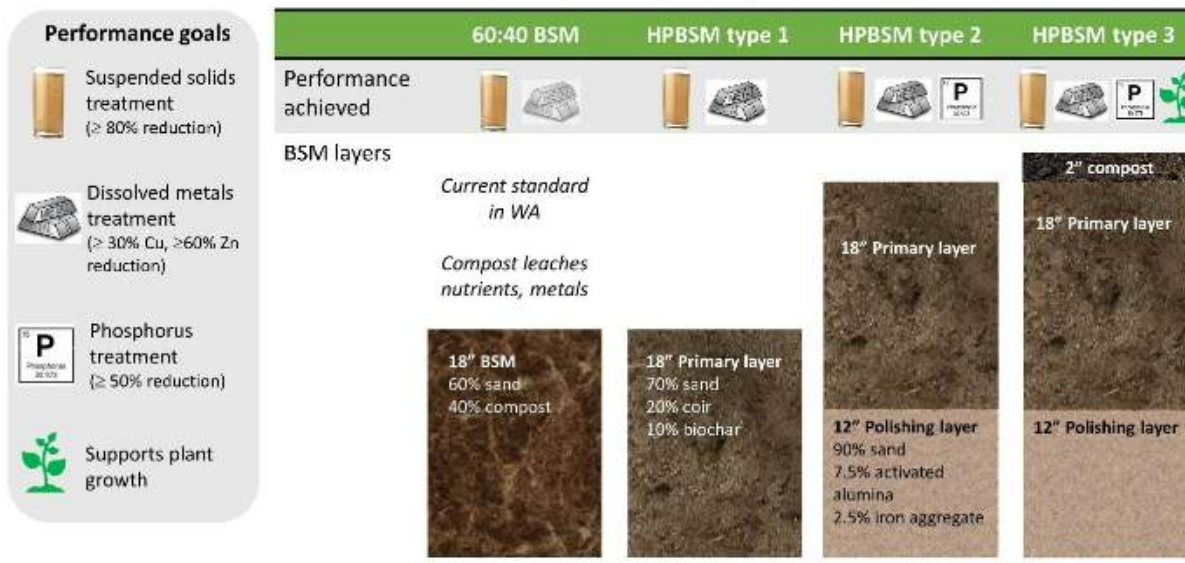 Performance goals
Suspended solids
treatment
(≥ 80% reduction)
Dissolved metals
treatment
(≥ 30% Cu, ≥60% Zn
reduction)
P
Phosphorus
treatment
(≥ 50% reduction)
Supports plant
growth
60:40 BSM HPBSM type 1 HPBSM type 2 HPBSM type 3
Performance
achieved
P
P
BSM layers
Current standard
in WA
Compost leaches
nutrients, metals
18" BSM
60% sand
40% compost
18" Primary layer
70% sand
20% coir
10% biochar
18" Primary layer
12" Polishing layer
90% sand
7.5% activated
alumina
2.5% iron aggregate
2" compost
18" Primary layer
12" Polishing layer